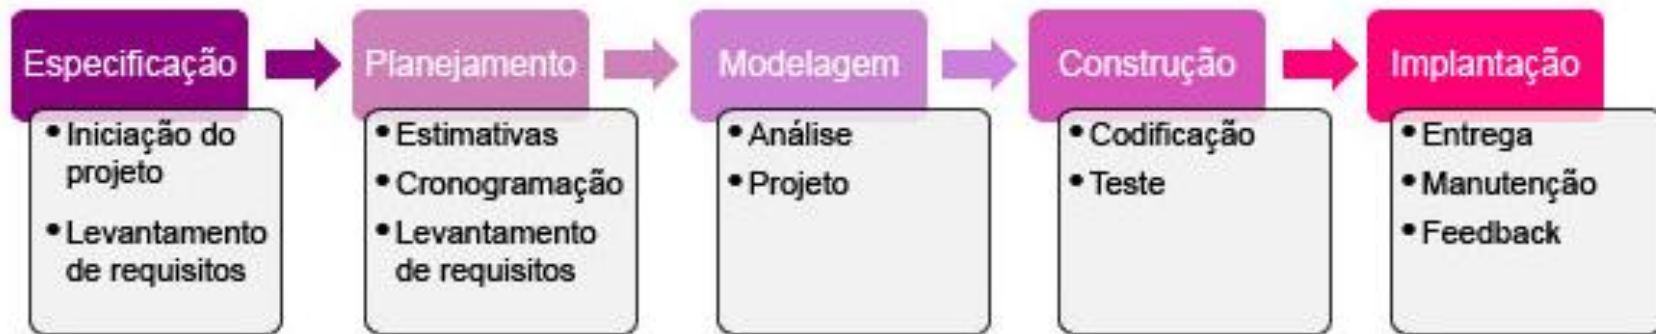 Especificação
• Iniciação do
projeto
• Levantamento
de requisitos
Planejamento
• Estimativas
• Cronogramação
• Levantamento
de requisitos
Modelagem
• Análise
• Projeto
Construção
• Codificação
• Teste
Implantação
• Entrega
• Manutenção
• Feedback